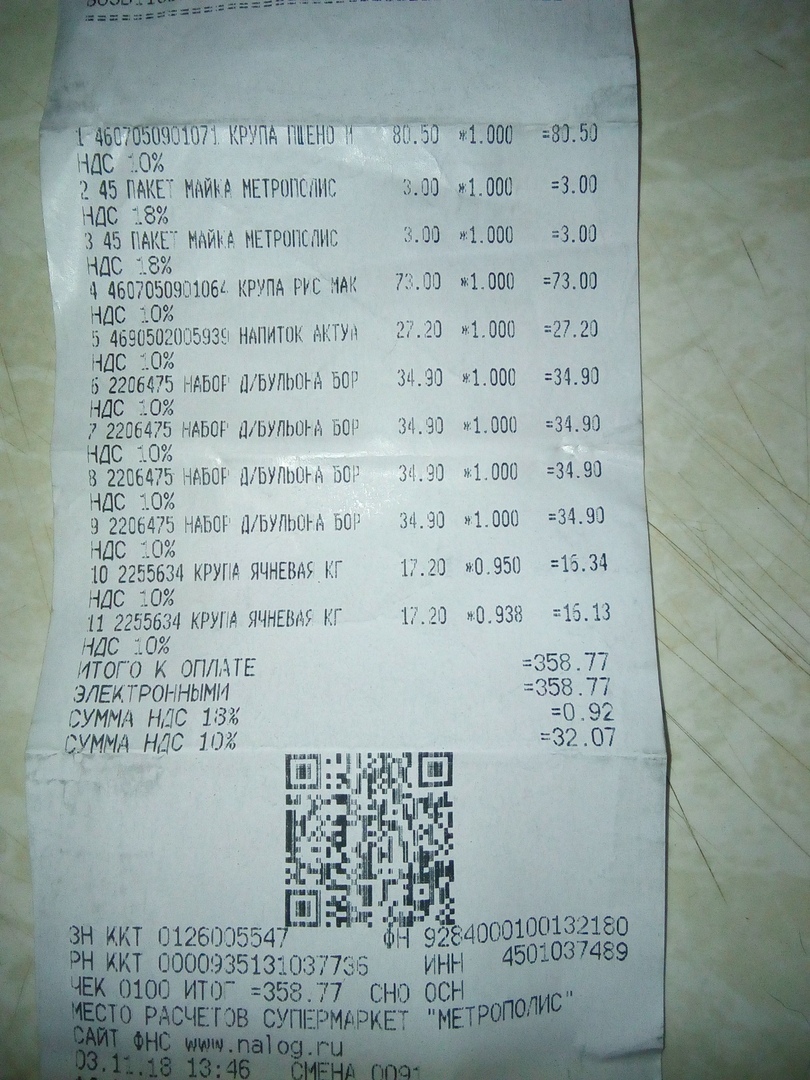 1 4607050901071 КРУПА ПШЕНО М 80.50 *1.000 =80.50
НДС 10%
2 45 ПАКЕТ МАЙКА МЕТРОПОЛИС 3.00 *1.000 =3.00
НДС 18%
3 45 ПАКЕТ МАЙКА МЕТРОПОЛИС 3.00 *1.000 =3.00
НДС 18%
4 4607050901064 КРУПА РИС МАК 73.00 *1.000 =73.00
НДС 10%
5 4690502005939 НАПИТОК АКТУА 27.20 *1.000 =27.20
НДС 10%
6 2206475 НАБОР Д/БУЛЬОНА БОР 34.90 *1.000 =34.90
НДС 10%
7 2206475 НАБОР Д/БУЛЬОНА БОР 34.90 *1.000 =34.90
НДС 10%
8 2206475 НАБОР Д/БУЛЬОНА БОР 34.90 *1.000 =34.90
НДС 10%
9 2206475 НАБОР Д/БУЛЬОНА БОР 34.90 *1.000 =34.90
НДС 10%
10 2255634 КРУПА ЯЧНЕВАЯ КГ 17.20 *0.950 =16.34
НДС 10%
11 2255634 КРУПА ЯЧНЕВАЯ КГ 17.20 *0.938 =16.13
НДС 10%
ИТОГО К ОПЛАТЕ =358.77
ЭЛЕКТРОННЫМИ =358.77
СУММА НДС 18% =0.92
СУММА НДС 10% =32.07
ЗН ККТ 0126005547 ФН 9284000100132180
РН ККТ 0000935131037736 ИНН 4501037489
ЧЕК 0100 ИТОГ =358.77 СНО ОСН
МЕСТО РАСЧЕТОВ СУПЕРМАРКЕТ "МЕТРОПОЛИС"
САЙТ ФНС www.nalog.ru
03.11.18 13:46 СМЕНА 0091